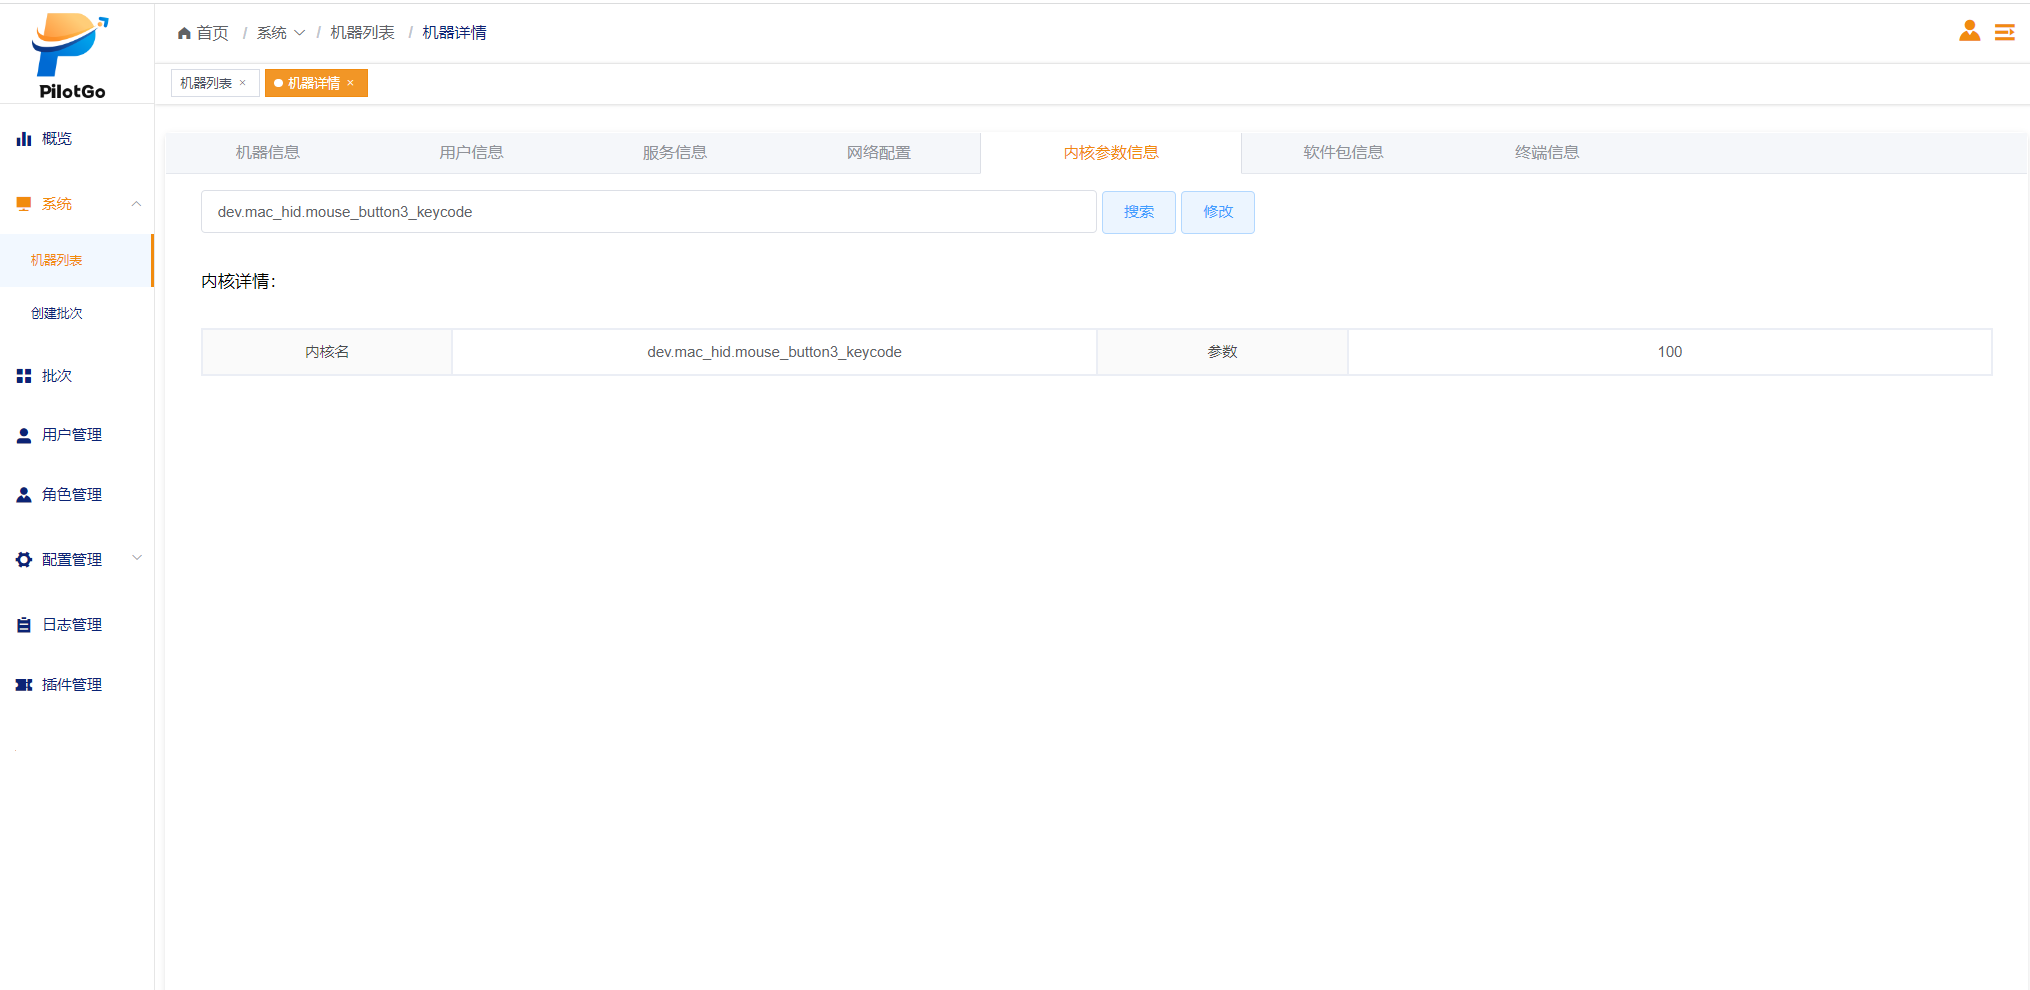 PilotGo
首页 / 系统 / 机器列表 / 机器详情
机器列表 × 机器详情 ×
概览
系统
机器列表
创建批次
批次
用户管理
角色管理
配置管理
日志管理
插件管理
机器信息 用户信息 服务信息 网络配置 内核参数信息 软件包信息 终端信息
dev.mac_hid.mouse_button3_keycode 搜索 修改
内核详情：
内核名 dev.mac_hid.mouse_button3_keycode 参数 100